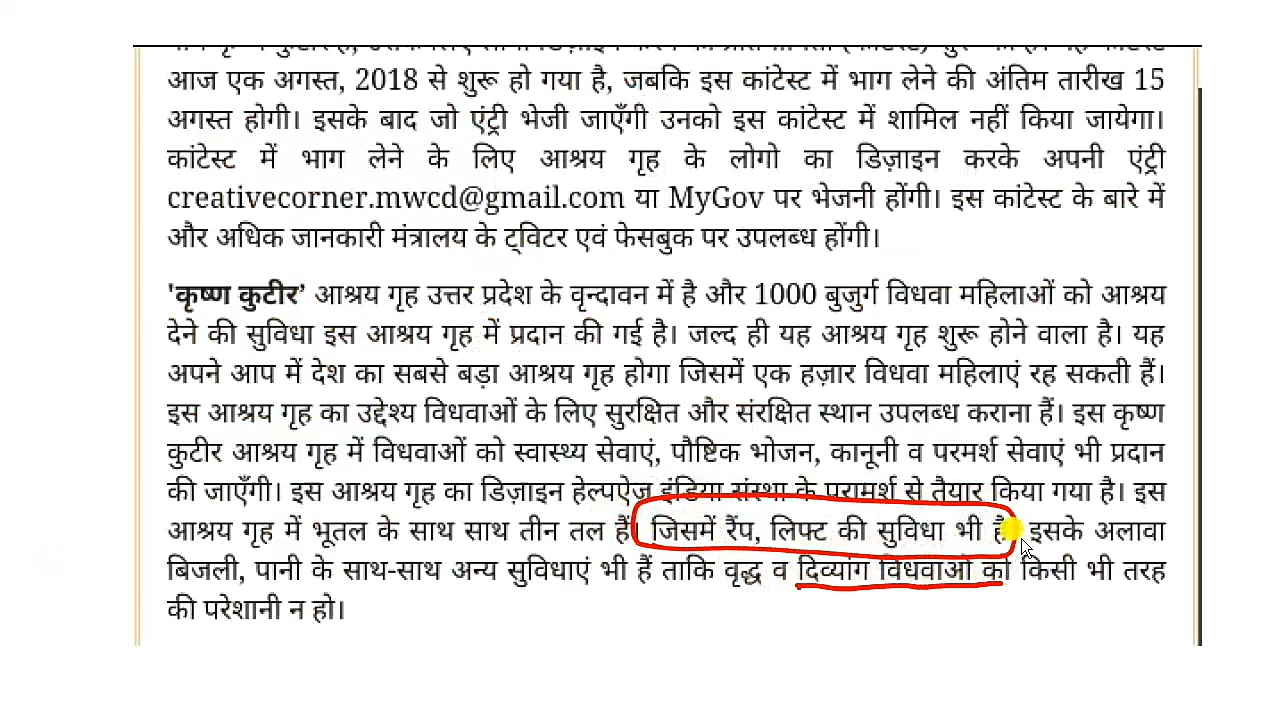 आज एक अगस्त, 2018 से शुरू हो गया है, जबकि इस कांटेस्ट में भाग लेने की अंतिम तारीख 15
अगस्त होगी। इसके बाद जो एंट्री भेजी जाएँगी उनको इस कांटेस्ट में शामिल नहीं किया जायेगा।
कांटेस्ट में भाग लेने के लिए आश्रय गृह के लोगो का डिज़ाइन करके अपनी एंट्री
creativecorner.mwcd@gmail.com या MyGov पर भेजनी होंगी। इस कांटेस्ट के बारे में
और अधिक जानकारी मंत्रालय के ट्विटर एवं फेसबुक पर उपलब्ध होंगी।
'कृष्ण कुटीर’ आश्रय गृह उत्तर प्रदेश के वृन्दावन में है और 1000 बुजुर्ग विधवा महिलाओं को आश्रय
देने की सुविधा इस आश्रय गृह में प्रदान की गई है। जल्द ही यह आश्रय गृह शुरू होने वाला है। यह
अपने आप में देश का सबसे बड़ा आश्रय गृह होगा जिसमें एक हज़ार विधवा महिलाएं रह सकती हैं।
इस आश्रय गृह का उद्देश्य विधवाओं के लिए सुरक्षित और संरक्षित स्थान उपलब्ध कराना हैं। इस कृष्ण
कुटीर आश्रय गृह में विधवाओं को स्वास्थ्य सेवाएं, पौष्टिक भोजन, कानूनी व परमर्श सेवाएं भी प्रदान
की जाएँगी। इस आश्रय गृह का डिज़ाइन हेल्पऐज इंडिया संस्था के परामर्श से तैयार किया गया है। इस
आश्रय गृह में भूतल के साथ साथ तीन तल हैं। जिसमें रैंप, लिफ्ट की सुविधा भी है। इसके अलावा
बिजली, पानी के साथ-साथ अन्य सुविधाएं भी हैं ताकि वृद्ध व दिव्यांग विधवाओं को किसी भी तरह
की परेशानी न हो।